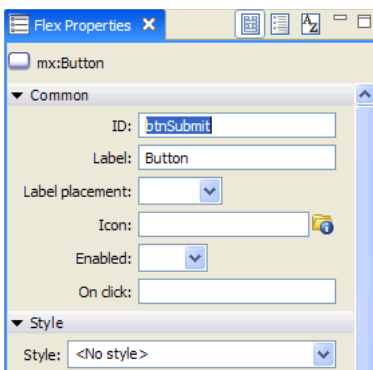 Flex Properties
mx:Button
Common
ID: btnSubmit
Label: Button
Label placement:
Icon:
Enabled:
On click:
Style
Style: <No style>